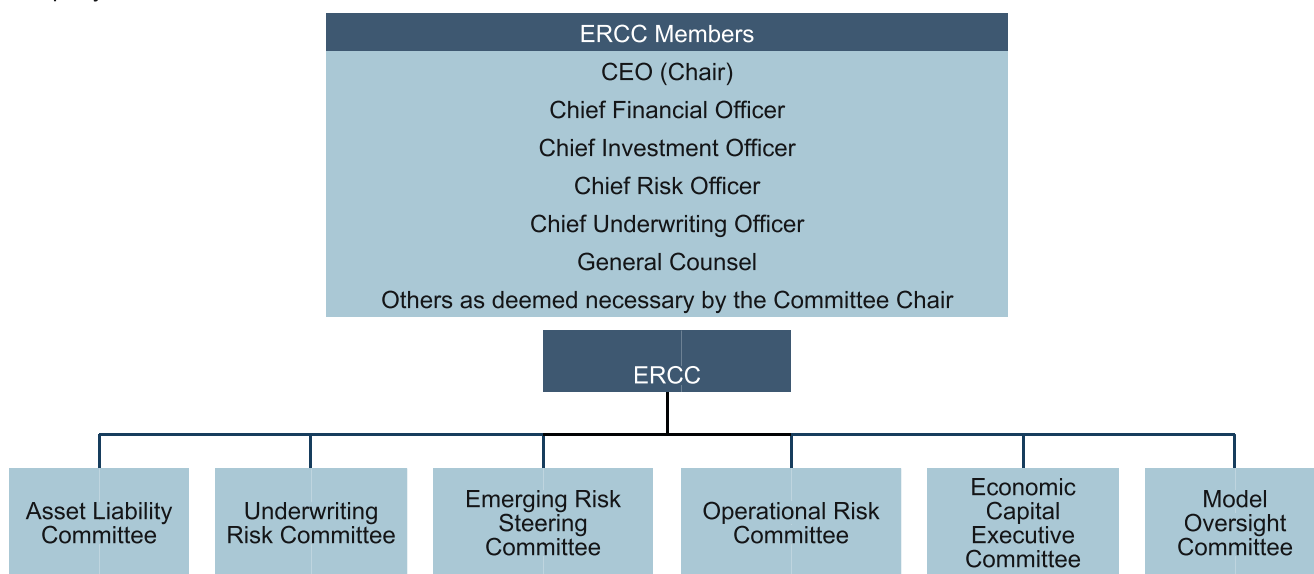 ERCC Members
CEO (Chair)
Chief Financial Officer
Chief Investment Officer
Chief Risk Officer
Chief Underwriting Officer
General Counsel
Others as deemed necessary by the Committee Chair
ERCC
Asset Liability
Committee
Underwriting
Risk Committee
Emerging Risk
Steering
Committee
Operational Risk
Committee
Economic
Capital
Executive
Committee
Model
Oversight
Committee